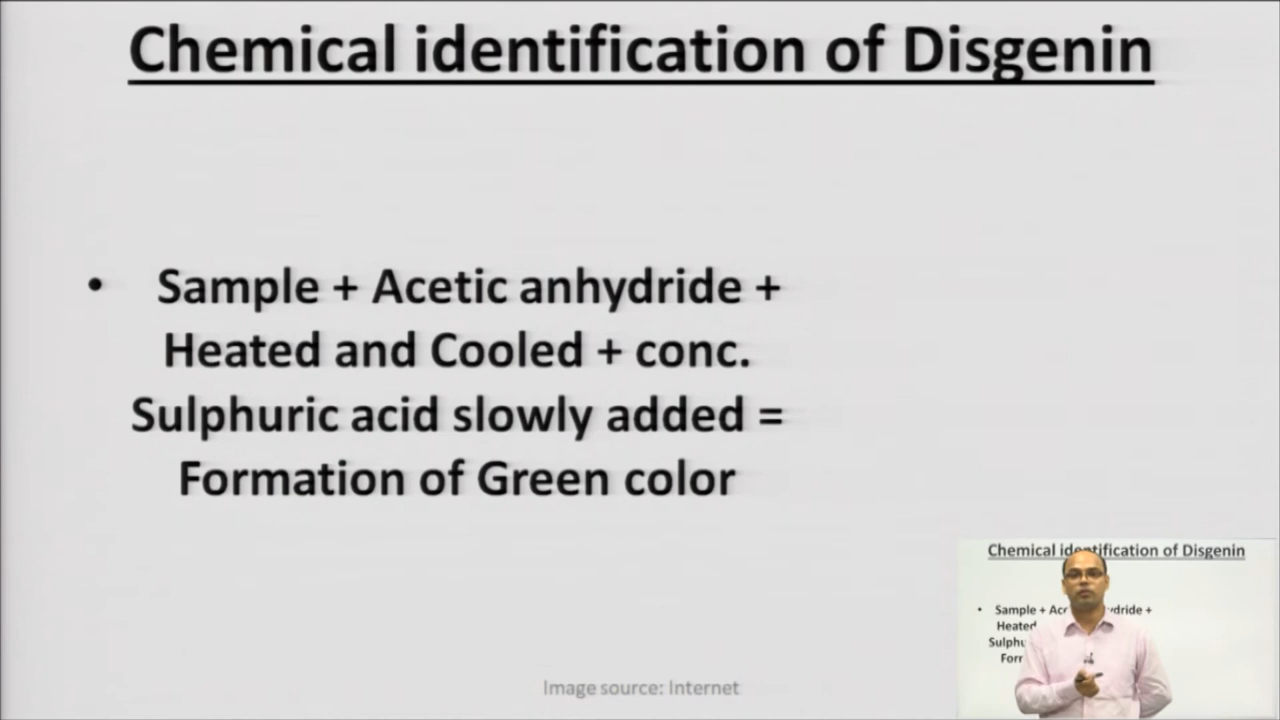 Chemical identification of Disgenin
• Sample + Acetic anhydride +
Heated and Cooled + conc.
Sulphuric acid slowly added =
Formation of Green color
Image source: Internet
Chemical identification of Disgenin
• Sample + Ace ydride +
Heated
Sulphu
Forr